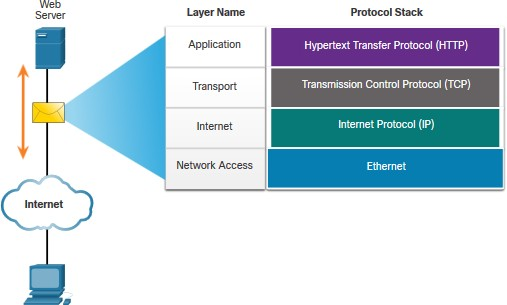 Web
Server
Layer Name
Protocol Stack
Application
Hypertext Transfer Protocol (HTTP)
Transport
Transmission Control Protocol (TCP)
Internet
Internet Protocol (IP)
Network Access
Ethernet
Internet